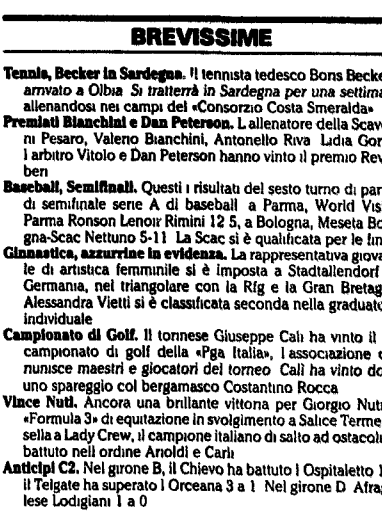 BREVISSIME
Tennis, Becker in Sardegna. Il tennista tedesco Boris Becke
arrivato a Olbia Si tratterà in Sardegna per una settima
allenandosi nei campi del «Consorzio Costa Smeralda»
Premiati Bianchini e Dan Peterson. L allenatore della Scav
ni Pesaro, Valerio Bianchini, Antonello Riva Lidia Gor
l arbitro Vitolo e Dan Peterson hanno vinto il premio Rev
ben
Baseball, Semifinali. Questi i risultati del sesto turno di par
di semifinale serie A di baseball a Parma, World Vis
Parma Ronson Lenoir Rimini 12 5, a Bologna, Meseta Bo
gna-Scac Nettuno 5-11 La Scac si è qualificata per le fin
Ginnastica, azzurrine in evidenza. La rappresentativa giova
le di artistica femminile si è imposta a Stadtallendorf
Germania, nel triangolare con la Rfg e la Gran Bretag
Alessandra Vietti si è classificata seconda nella graduato
individuale
Campionato di Golf. Il torinese Giuseppe Calì ha vinto il
campionato di golf della «Pga Italia», l associazione c
riunisce maestri e giocatori del torneo Calì ha vinto do
uno spareggio col bergamasco Costantino Rocca
Vince Nuti. Ancora una brillante vittoria per Giorgio Nut
«Formula 3» di equitazione in svolgimento a Salice Terme
sella a Lady Crew, il campione italiano di salto ad ostacoli
battuto nell ordine Arioldi e Carli
Anticipi C2. Nel girone B, il Chievo ha battuto l Ospitaletto 1
il Telgate ha superato l Orceana 3 a 1 Nel girone D Afrag
lese Lodigiani 1 a 0